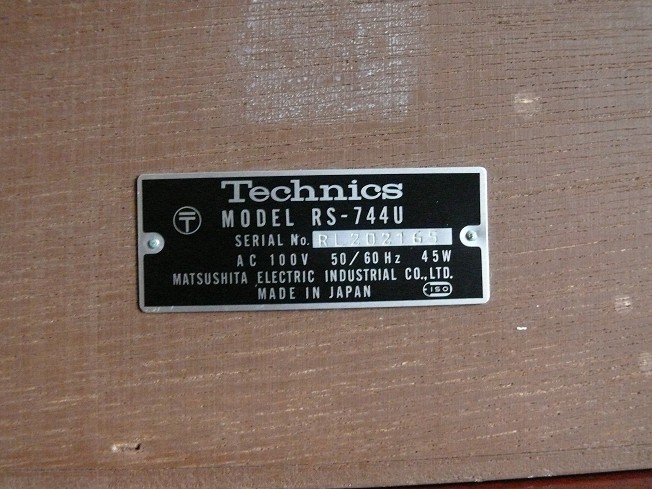 Technics
MODEL RS-744U
SERIAL No. RL202165
AC 100V 50/60Hz 45W
MATSUSHITA ELECTRIC INDUSTRIAL CO.,LTD.
MADE IN JAPAN
ISO